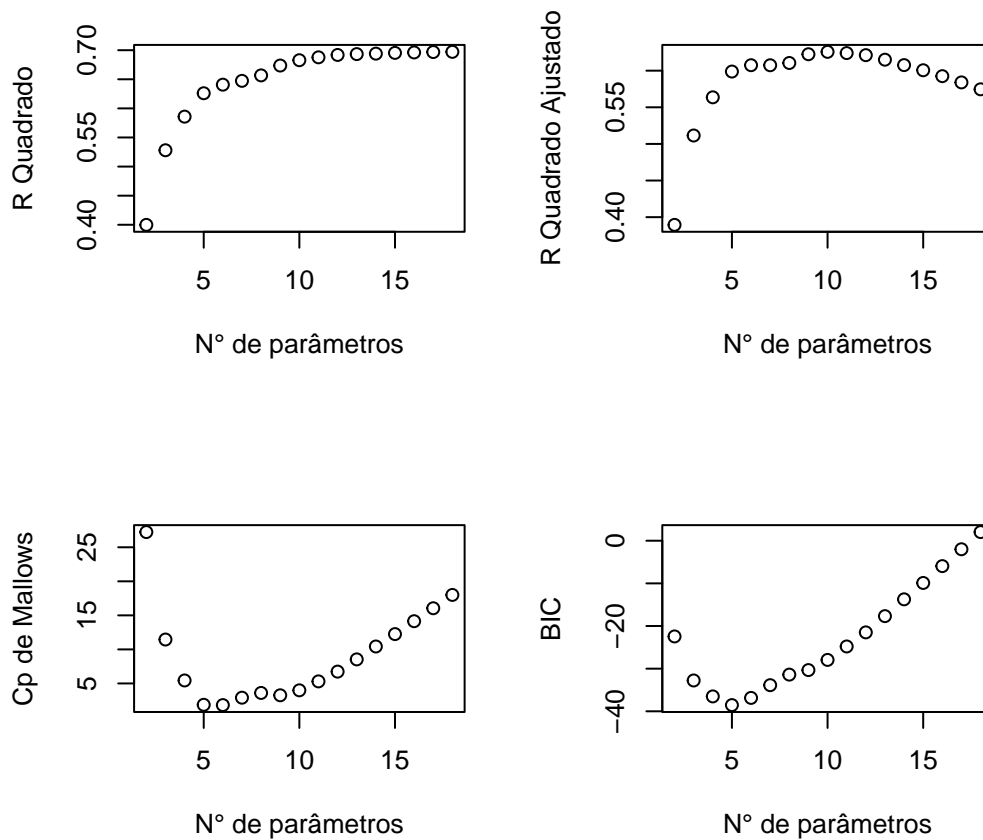 R Quadrado
0.40 0.55 0.70
5 10 15
N° de parâmetros
R Quadrado Ajustado
0.40 0.55
5 10 15
N° de parâmetros
Cp de Mallows
5 15 25
5 10 15
N° de parâmetros
BIC
−40 −20 0
5 10 15
N° de parâmetros